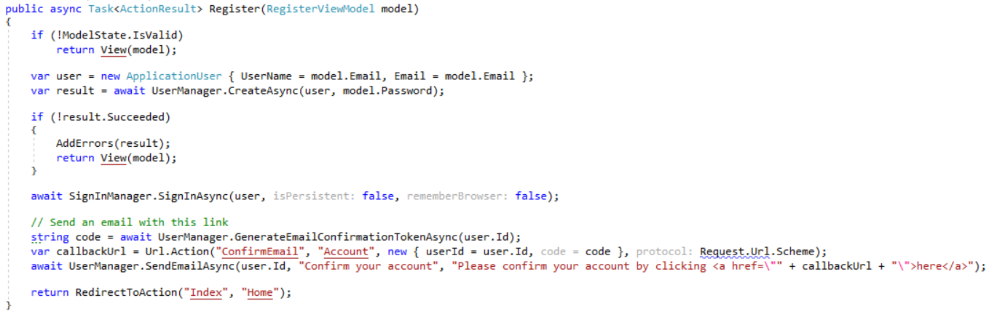 public async Task<ActionResult> Register(RegisterViewModel model)
{
if (!ModelState.IsValid)
return View(model);
var user = new ApplicationUser { UserName = model.Email, Email = model.Email };
var result = await UserManager.CreateAsync(user, model.Password);
if (!result.Succeeded)
{
AddErrors(result);
return View(model);
}
await SignInManager.SignInAsync(user, isPersistent: false, rememberBrowser: false);
// Send an email with this link
string code = await UserManager.GenerateEmailConfirmationTokenAsync(user.Id);
var callbackUrl = Url.Action("ConfirmEmail", "Account", new { userId = user.Id, code = code }, protocol: Request.Url.Scheme);
await UserManager.SendEmailAsync(user.Id, "Confirm your account", "Please confirm your account by clicking <a href=\"" + callbackUrl + "\">here</a>");
return RedirectToAction("Index", "Home");
}